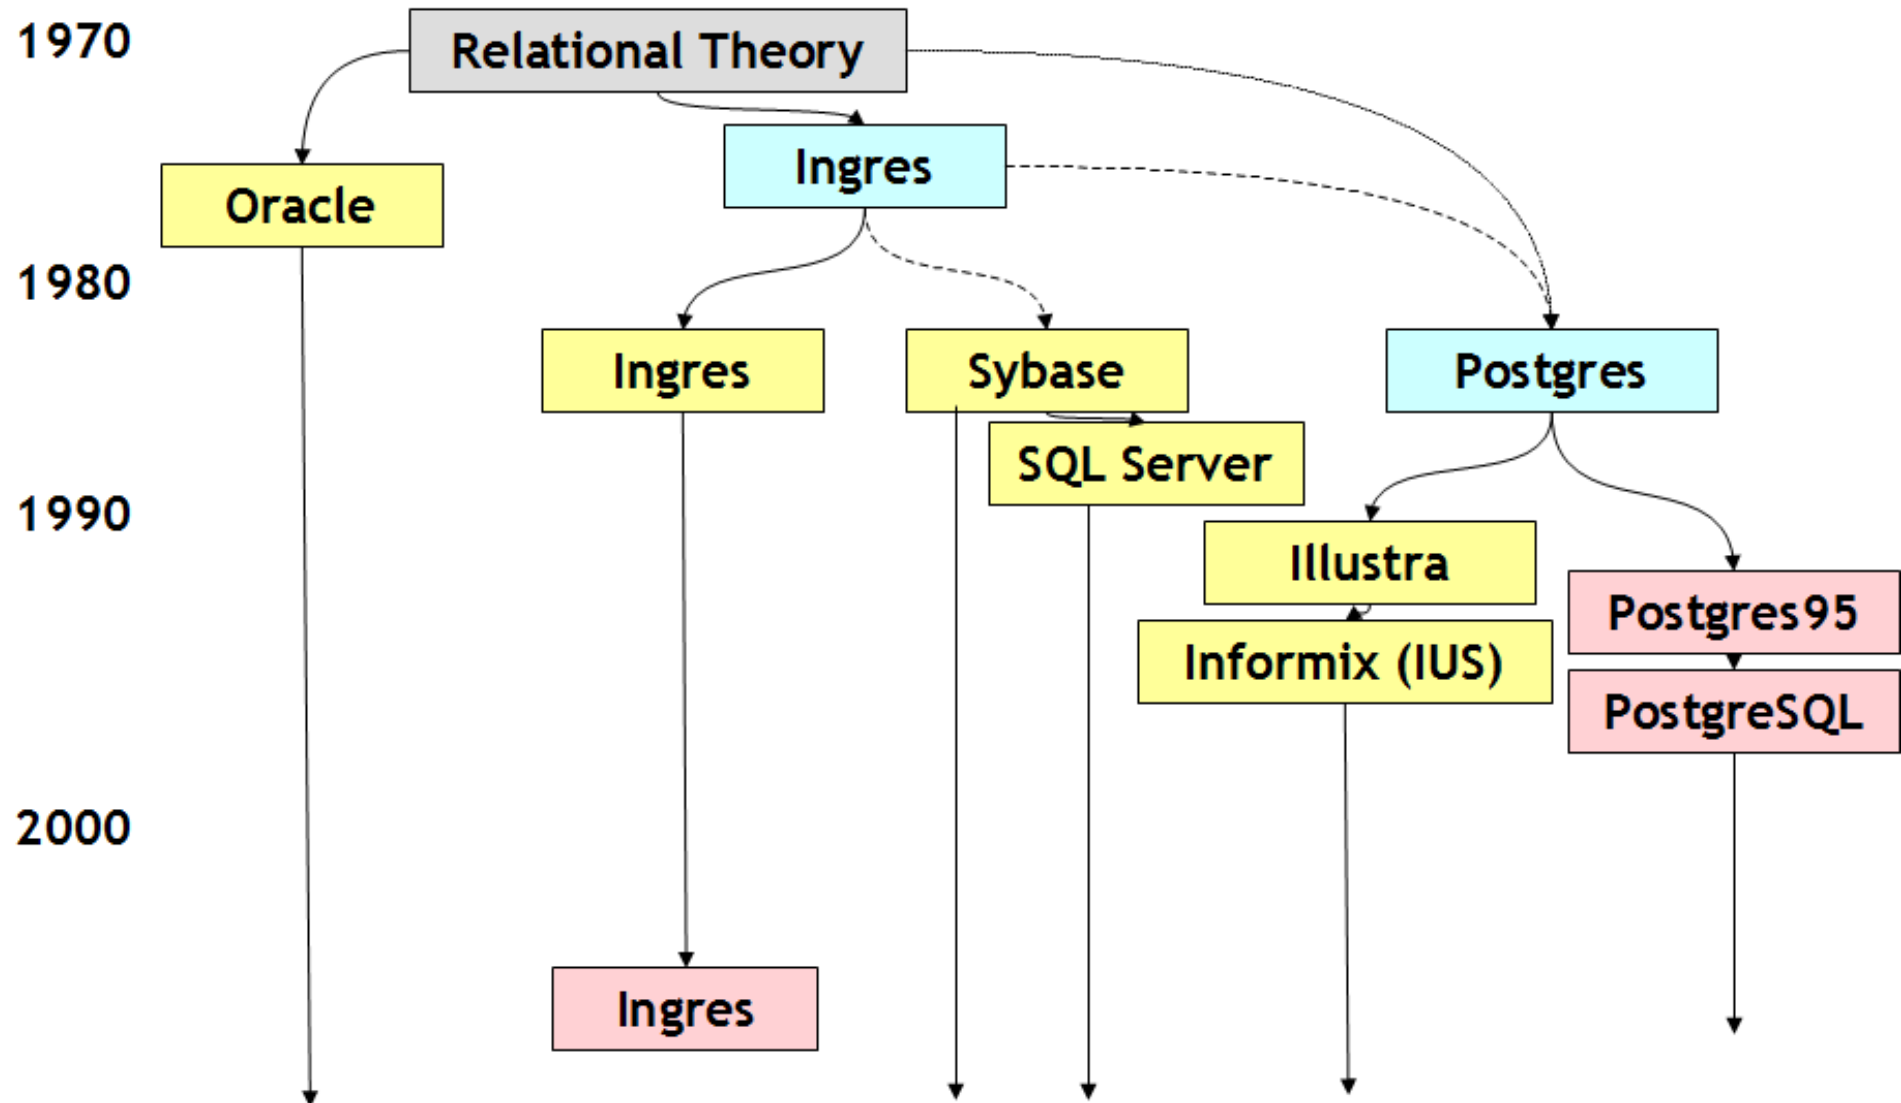 1970
Relational Theory
Ingres
Oracle
1980
Ingres
Sybase
Postgres
SQL Server
1990
Illustra
Postgres95
Informix (IUS)
PostgreSQL
2000
Ingres